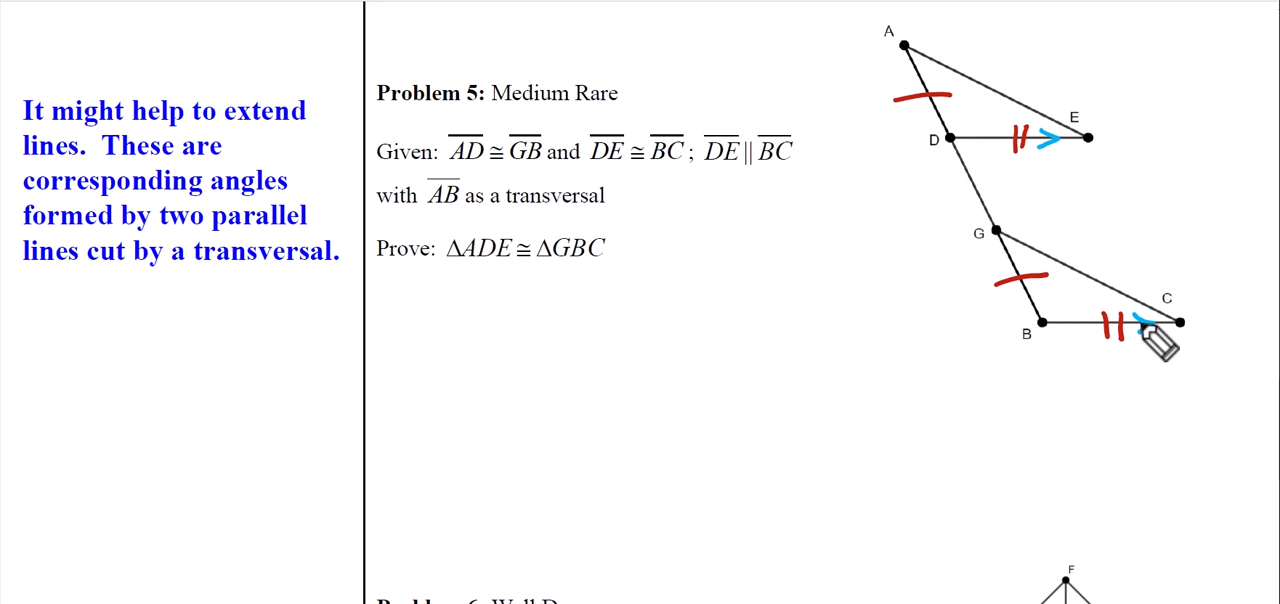 It might help to extend
lines.  These are
corresponding angles
formed by two parallel
lines cut by a transversal.
Problem 5: Medium Rare
Given: AD ≅ GB and DE ≅ BC ; DE || BC
with AB as a transversal
Prove: ΔADE ≅ ΔGBC
A
E
D
G
C
B
F